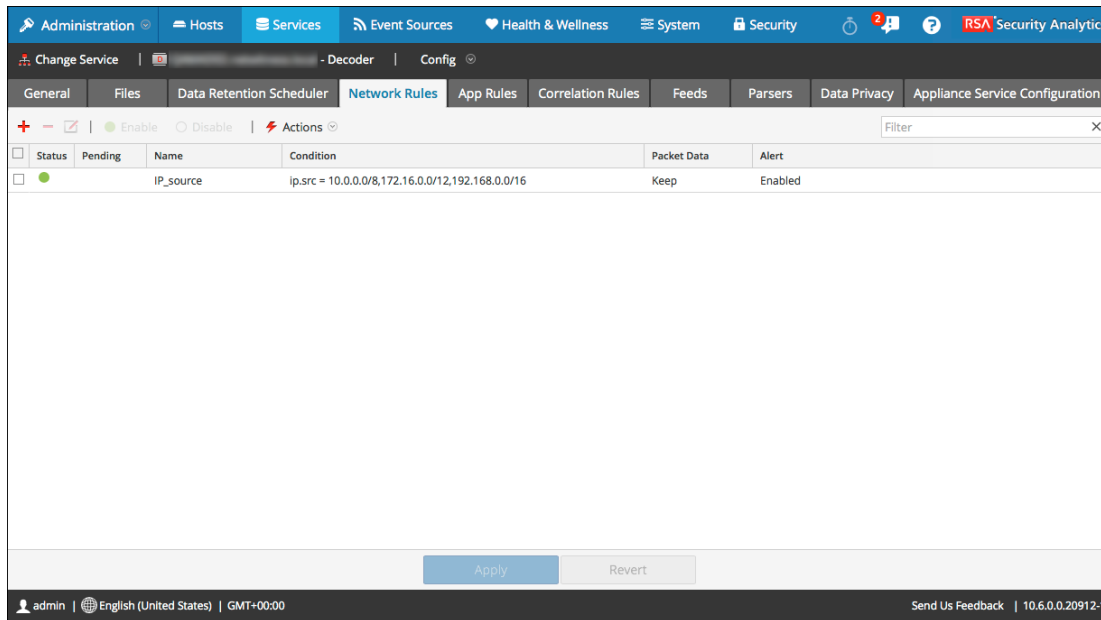 Administration Hosts Services Event Sources Health & Wellness System Security 2 ? RSA Security Analytic
Change Service | D - Decoder | Config
General Files Data Retention Scheduler Network Rules App Rules Correlation Rules Feeds Parsers Data Privacy Appliance Service Configuration
+ - | Enable Disable | Actions Filter X
Status Pending Name Condition Packet Data Alert
IP_source ip.src = 10.0.0.0/8,172.16.0.0/12,192.168.0.0/16 Keep Enabled
Apply Revert
admin | English (United States) | GMT+00:00 Send Us Feedback | 10.6.0.0.20912-